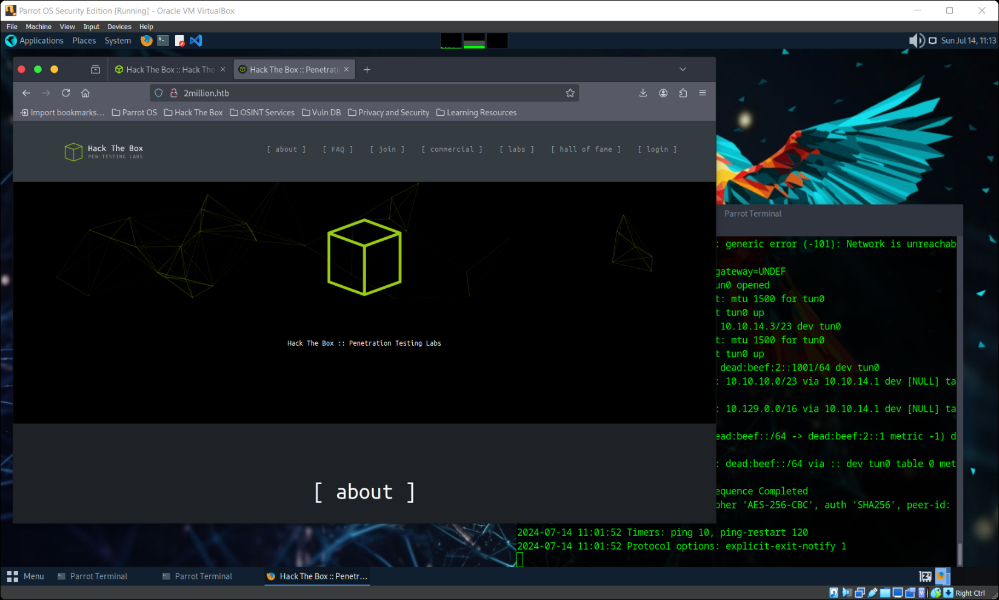 Parrot OS Security Edition [Running] - Oracle VM VirtualBox
File Machine View Input Devices Help
Applications Places System
Sun Jul 14, 11:13
Hack The Box :: Hack The
Hack The Box :: Penetratio
2million.htb
Import bookmarks... Parrot OS Hack The Box OSINT Services Vuln DB Privacy and Security Learning Resources
Hack The Box
PEN-TESTING LABS
[ about ] [ FAQ ] [ join ] [ commercial ] [ labs ] [ hall of fame ] [ login ]
Hack The Box :: Penetration Testing Labs
[ about ]
Parrot Terminal
: generic error (-101): Network is unreachab
gateway=UNDEF
un0 opened
t: mtu 1500 for tun0
t tun0 up
10.10.14.3/23 dev tun0
t: mtu 1500 for tun0
t tun0 up
dead:beef:2::1001/64 dev tun0
: 10.10.10.0/23 via 10.10.14.1 dev [NULL] ta
: 10.129.0.0/16 via 10.10.14.1 dev [NULL] ta
ead:beef::/64 -> dead:beef:2::1 metric -1) d
: dead:beef::/64 via :: dev tun0 table 0 met
equence Completed
pher 'AES-256-CBC', auth 'SHA256', peer-id:
2024-07-14 11:01:52 Timers: ping 10, ping-restart 120
2024-07-14 11:01:52 Protocol options: explicit-exit-notify 1
Menu Parrot Terminal Parrot Terminal Hack The Box :: Penetr...
Right Ctrl